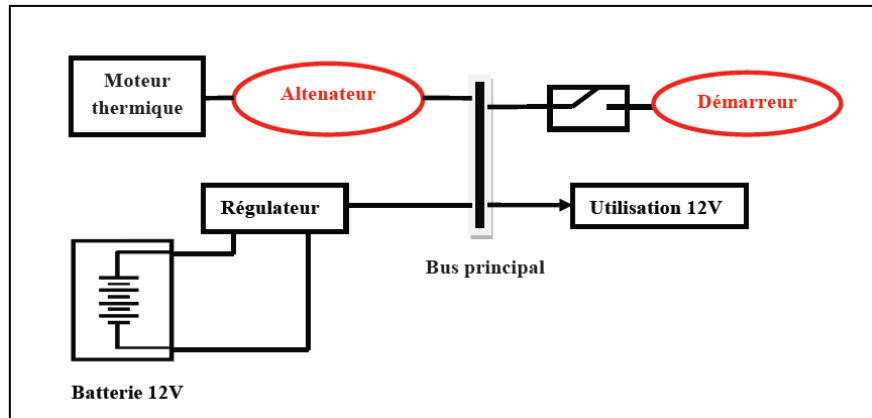 Moteur
thermique
Altenateur
Démarreur
Régulateur
Utilisation 12V
Bus principal
Batterie 12V